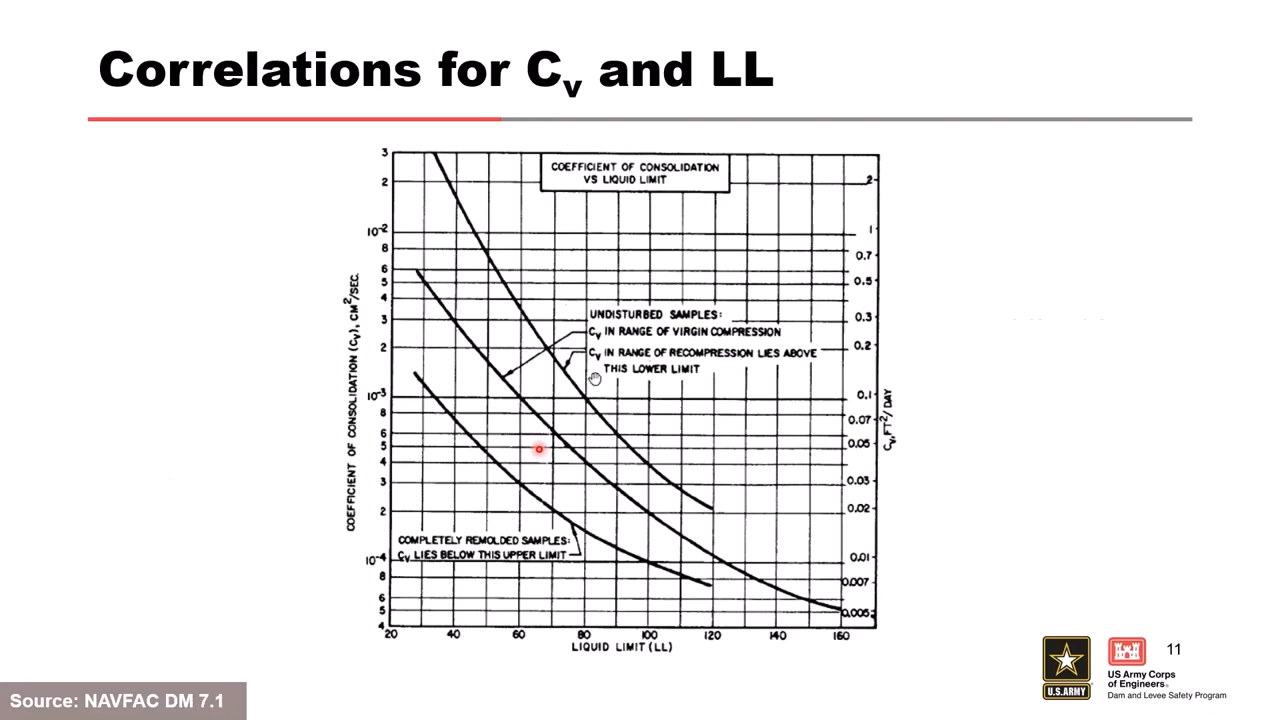 Correlations for Cv and LL
COEFFICIENT OF CONSOLIDATION
VS LIQUID LIMIT
3
2
10-2
8
6
5
4
3
2
10-3
8
6
5
4
3
2
10-4
8
6
5
4
COEFFICIENT OF CONSOLIDATION (Cv), CM2/SEC.
UNDISTURBED SAMPLES:
Cv IN RANGE OF VIRGIN COMPRESSION
Cv IN RANGE OF RECOMPRESSION LIES ABOVE
THIS LOWER LIMIT
COMPLETELY REMOLDED SAMPLES:
Cv LIES BELOW THIS UPPER LIMIT
2
1
0.7
0.5
0.3
0.2
0.1
0.07
0.05
0.03
0.02
0.01
0.007
0.005
Cv, FT2/DAY
20 40 60 80 100 120 140 160
LIQUID LIMIT (LL)
U.S.ARMY
US Army Corps
of Engineers®
Dam and Levee Safety Program
11
Source: NAVFAC DM 7.1